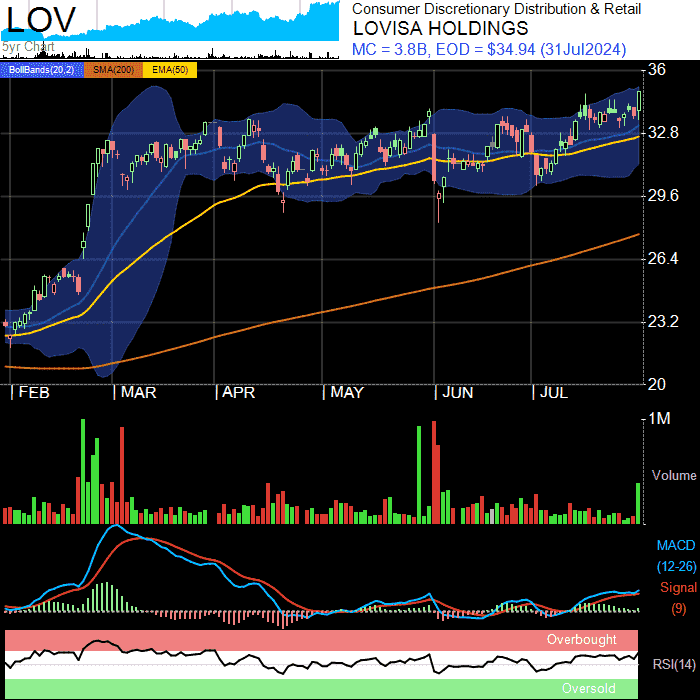 LOV
5yr Chart
Consumer Discretionary Distribution & Retail
LOVISA HOLDINGS
MC = 3.8B, EOD = $34.94 (31Jul2024)
BollBands(20,2) SMA(200) EMA(50)
36
32.8
29.6
26.4
23.2
20
FEB MAR APR MAY JUN JUL
1M
Volume
MACD
(12-26)
Signal
(9)
Overbought
RSI(14)
Oversold